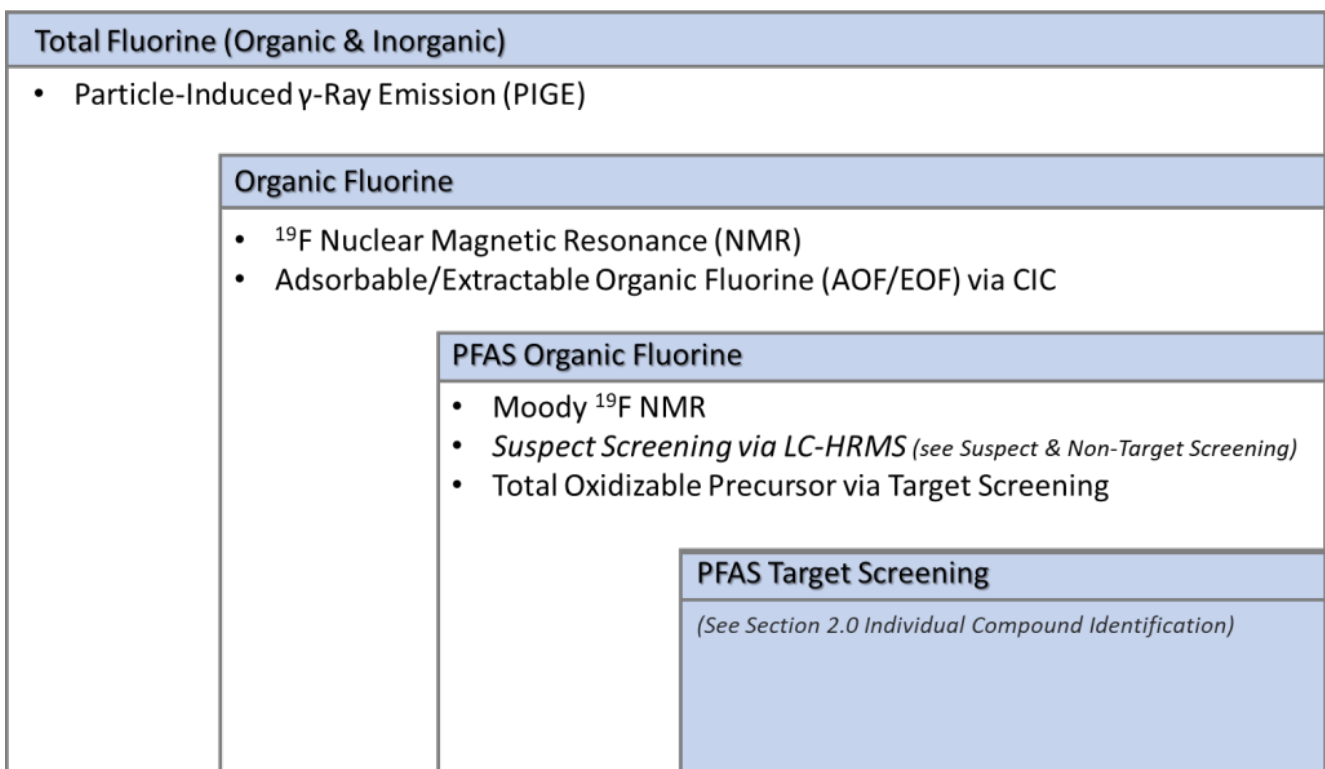 Total Fluorine (Organic & Inorganic)
• Particle-Induced γ-Ray Emission (PIGE)
Organic Fluorine
• ¹⁹F Nuclear Magnetic Resonance (NMR)
• Adsorbable/Extractable Organic Fluorine (AOF/EOF) via CIC
PFAS Organic Fluorine
• Moody ¹⁹F NMR
• Suspect Screening via LC-HRMS (see Suspect & Non-Target Screening)
• Total Oxidizable Precursor via Target Screening
PFAS Target Screening
(See Section 2.0 Individual Compound Identification)